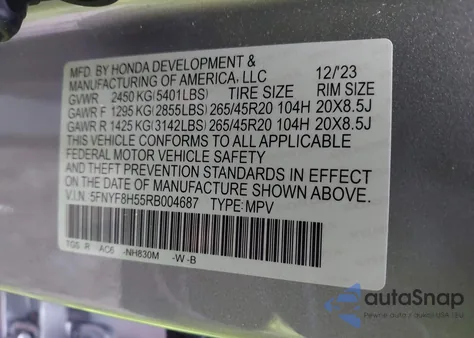 MFD. BY HONDA DEVELOPMENT &
MANUFACTURING OF AMERICA, LLC 12/'23
GVWR 2450 KG(5401LBS) TIRE SIZE RIM SIZE
GAWR F 1295 KG(2855LBS) 265/45R20 104H 20X8.5J
GAWR R 1425 KG(3142LBS) 265/45R20 104H 20X8.5J
THIS VEHICLE CONFORMS TO ALL APPLICABLE
FEDERAL MOTOR VEHICLE SAFETY
AND THEFT PREVENTION STANDARDS IN EFFECT
ON THE DATE OF MANUFACTURE SHOWN ABOVE.
V.I.N. 5FNYF8H55RB004687 TYPE: MPV
TGS R AC6 -NH830M -W -B
autoSnap
Pewne auto z USA